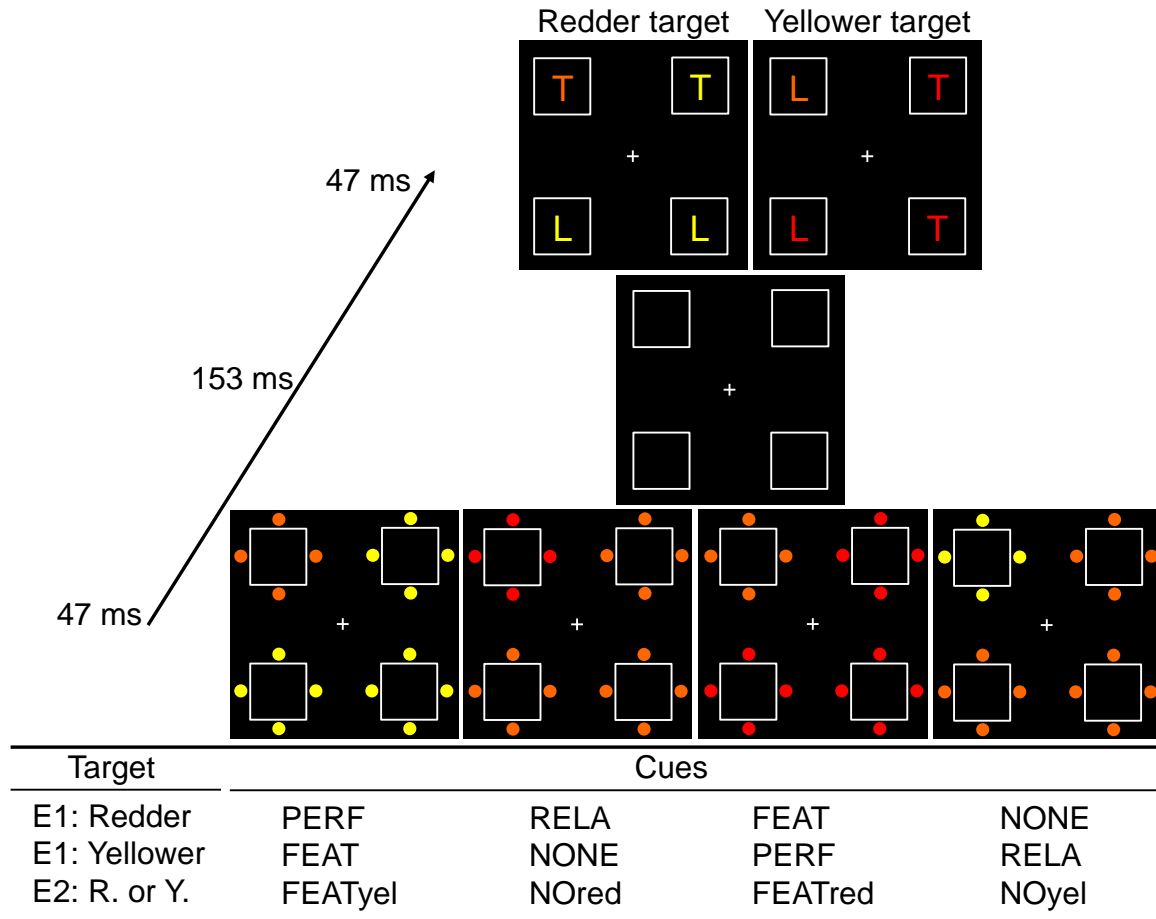 Redder target Yellower target
T T L T
L L L T
47 ms
153 ms
47 ms
Target Cues
E1: Redder PERF RELA FEAT NONE
E1: Yellower FEAT NONE PERF RELA
E2: R. or Y. FEATyel NOred FEATred NOyel